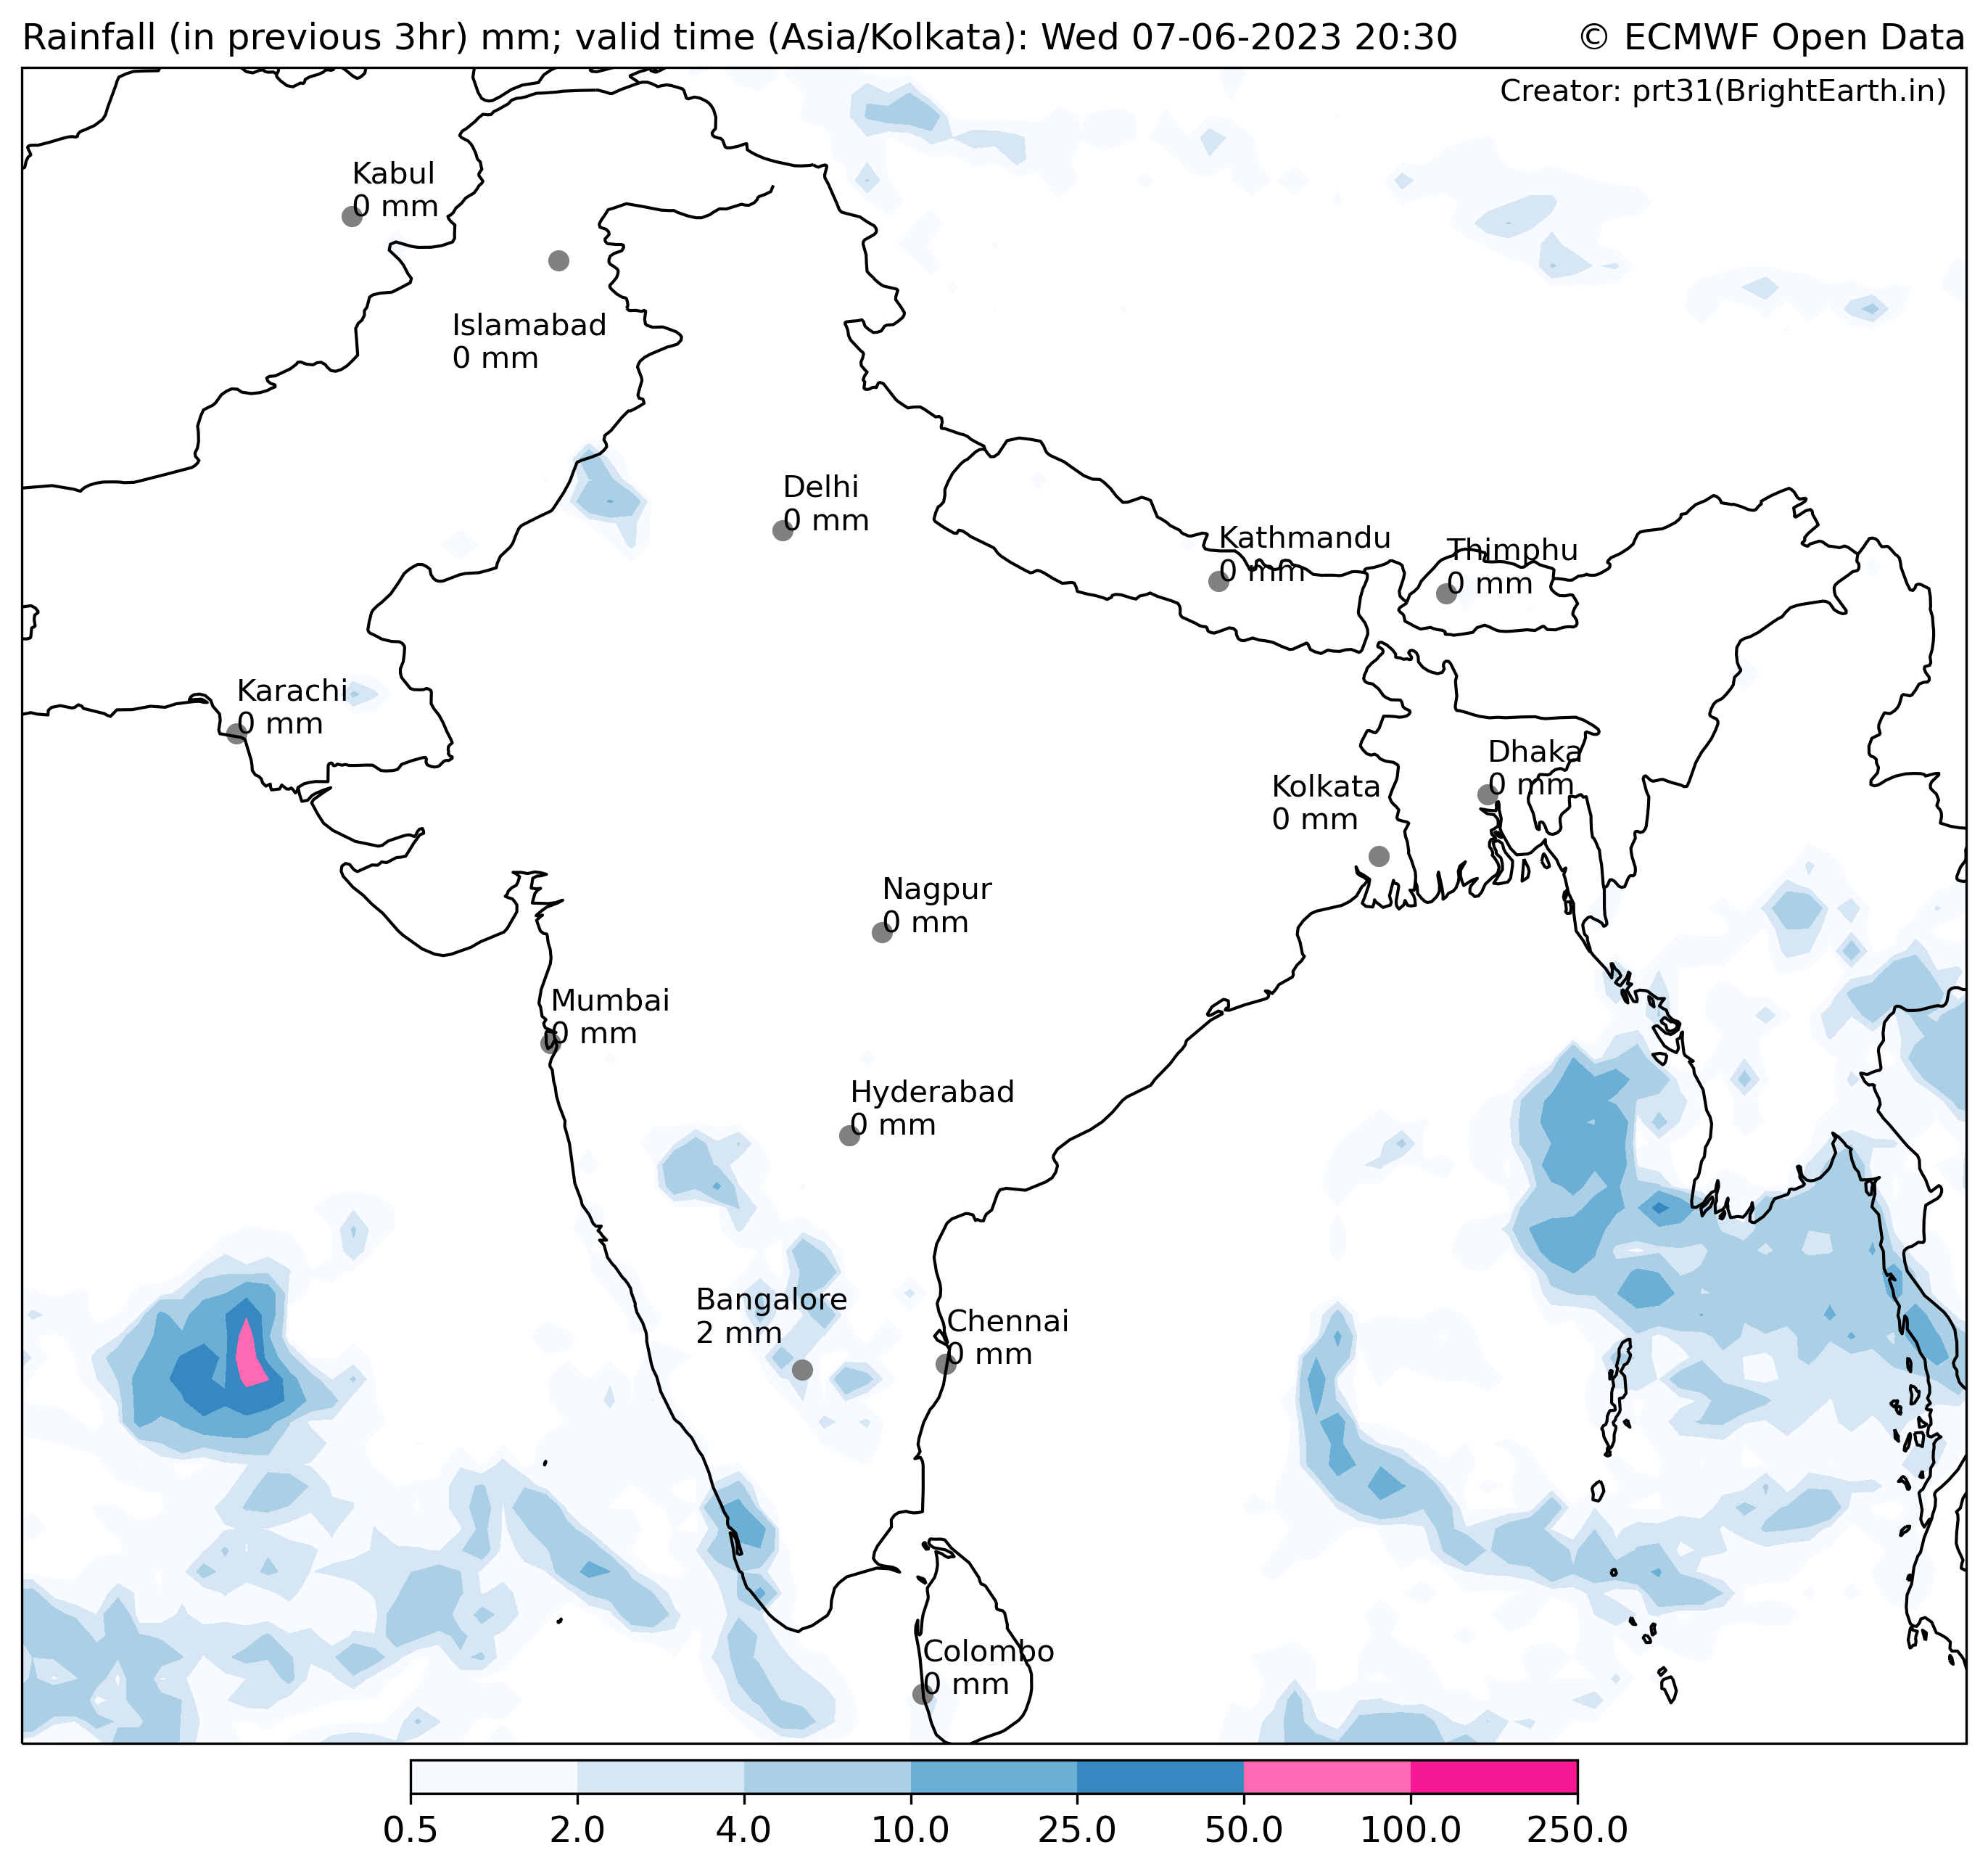 Rainfall (in previous 3hr) mm; valid time (Asia/Kolkata): Wed 07-06-2023 20:30
© ECMWF Open Data
Creator: prt31(BrightEarth.in)
Kabul
0 mm
Islamabad
0 mm
Delhi
0 mm
Kathmandu
0 mm
Thimphu
0 mm
Karachi
0 mm
Dhaka
0 mm
Kolkata
0 mm
Nagpur
0 mm
Mumbai
0 mm
Hyderabad
0 mm
Bangalore
2 mm
Chennai
0 mm
Colombo
0 mm
0.5 2.0 4.0 10.0 25.0 50.0 100.0 250.0